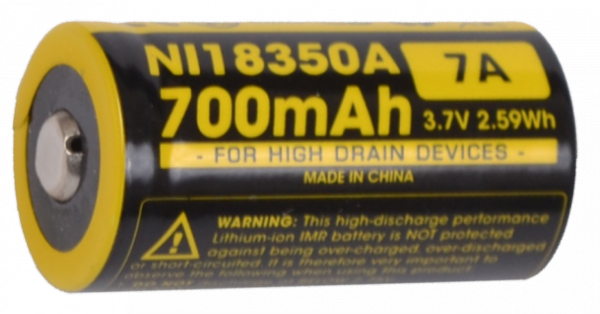 NI18350A 7A
700mAh 3.7V 2.59Wh
- FOR HIGH DRAIN DEVICES -
MADE IN CHINA
WARNING: This high-discharge performance
Lithium-ion IMR battery is NOT protected
against being over-charged, over-discharged
or short-circuited. It is therefore very important to
observe the following when using this product.
DO NOT